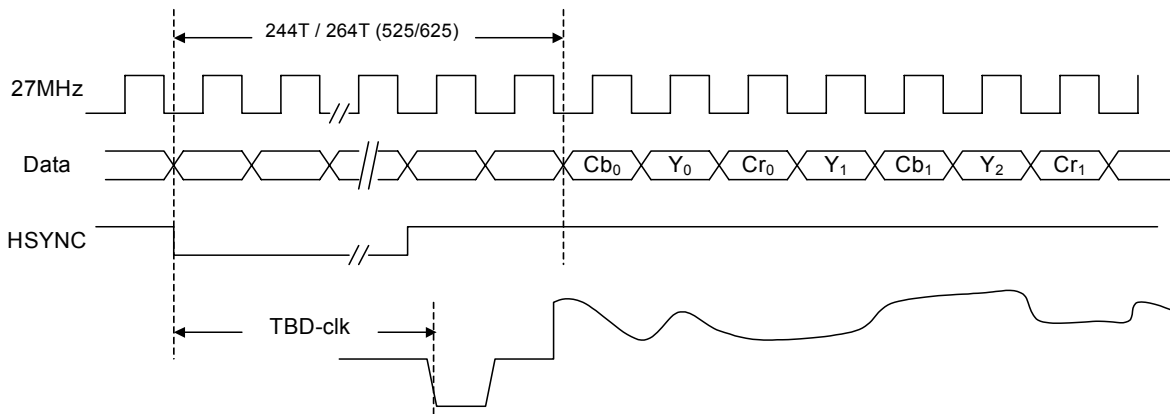 244T / 264T (525/625)
27MHz
Data
Cb₀ Y₀ Cr₀ Y₁ Cb₁ Y₂ Cr₁
HSYNC
TBD-clk